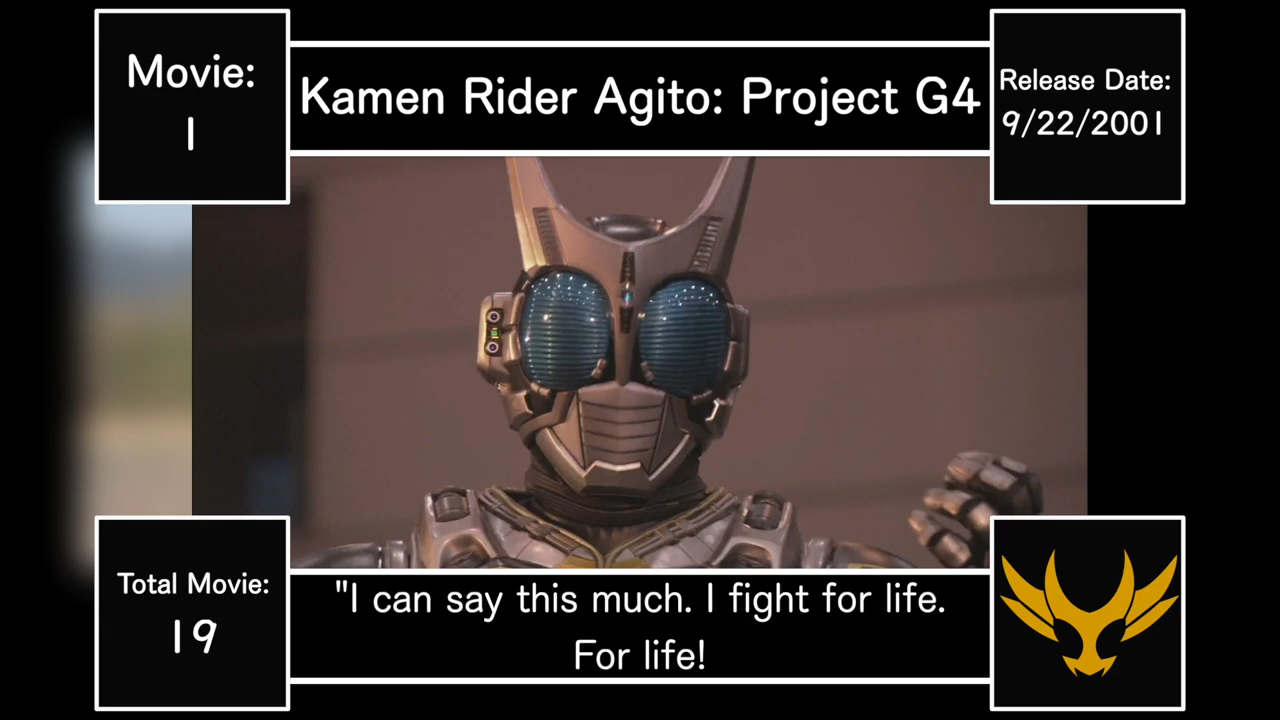 Movie:
1
Kamen Rider Agito: Project G4
Release Date:
9/22/2001
Total Movie:
19
"I can say this much. I fight for life.
For life!